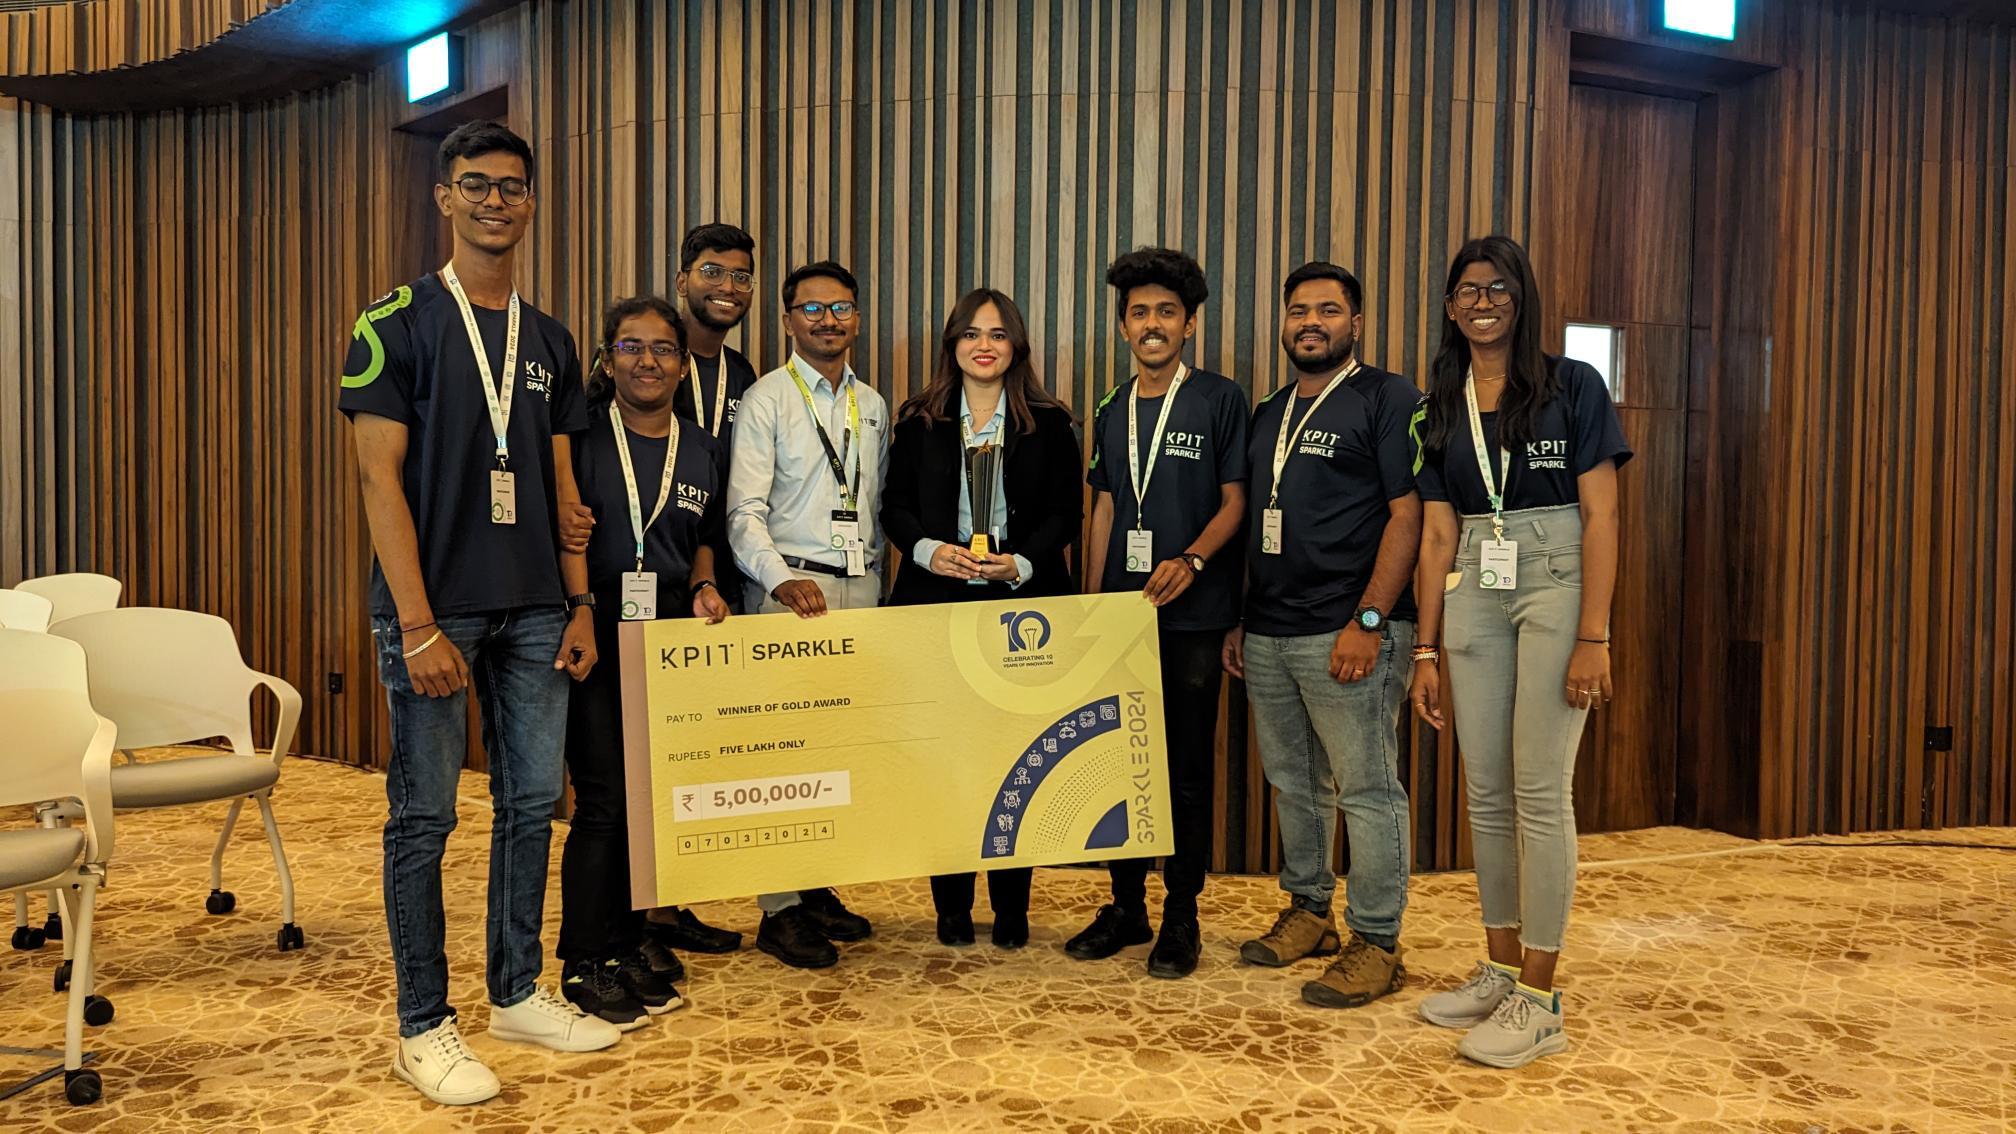 KPIT
SPARKLE
KPIT
SPARKLE
KPIT
SPARKLE
KPIT
SPARKLE
KPIT | SPARKLE
10
CELEBRATING 10
YEARS OF INNOVATION
PAY TO WINNER OF GOLD AWARD
RUPEES FIVE LAKH ONLY
₹ 5,00,000/-
0 7 0 3 2 0 2 4
SPARKLE 2024